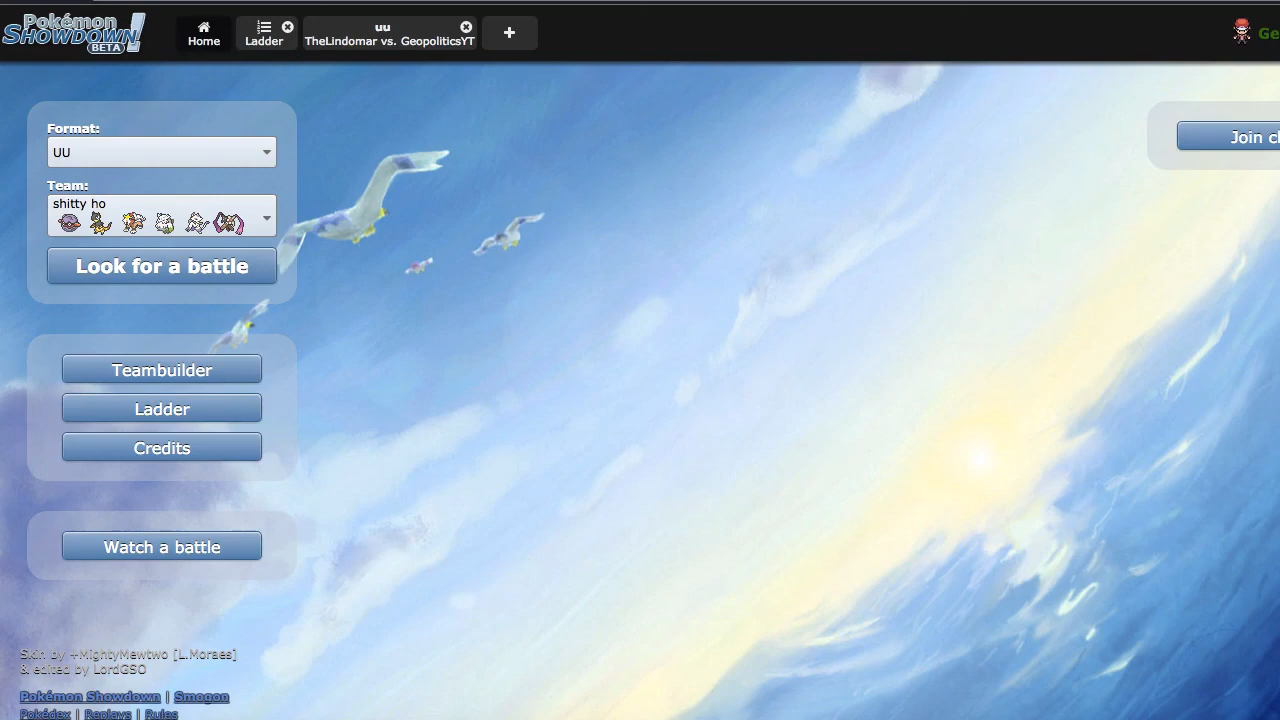 Pokémon
SHOWDOWN!
BETA
Home
Ladder
uu
TheLindomar vs. GeopoliticsYT
+
Ge
Format:
UU
Team:
shitty ho
Look for a battle
Join c
Teambuilder
Ladder
Credits
Watch a battle
Skin by ~MightyMewtwo [L.Moraes]
& edited by LordGSO
Pokémon Showdown | Smogon
Pokédex | Replays | Rules